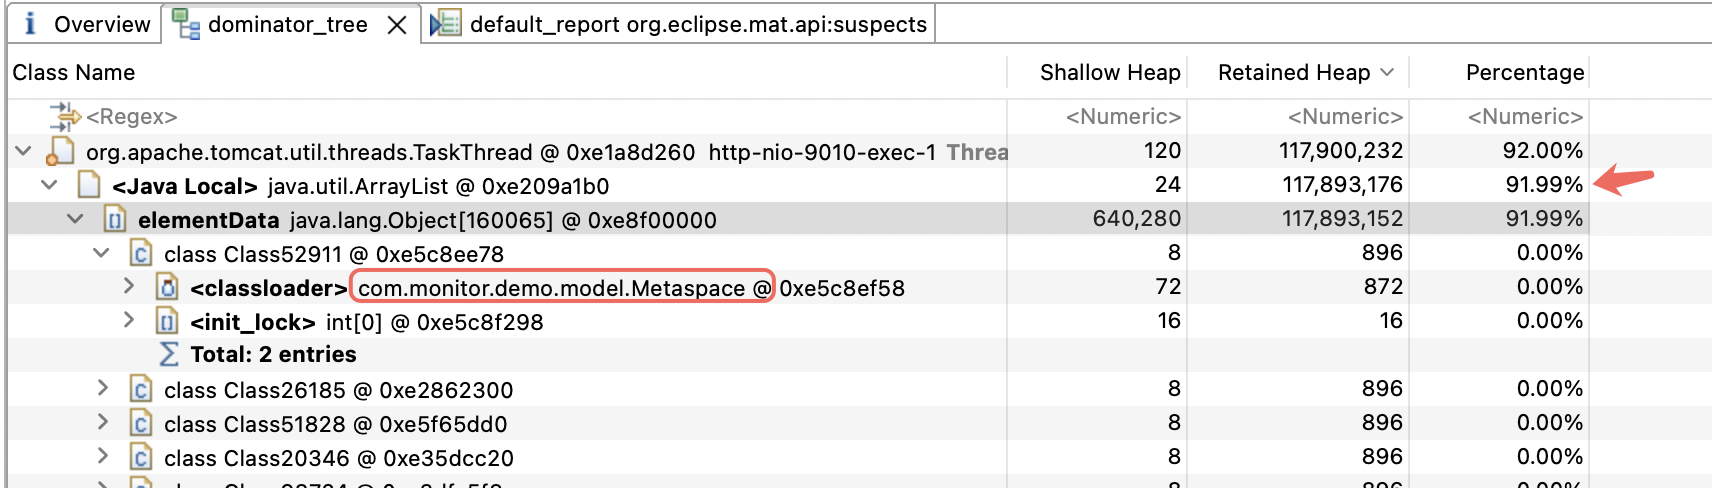 Overview dominator_tree default_report org.eclipse.mat.api:suspects
Class Name Shallow Heap Retained Heap Percentage
<Regex> <Numeric> <Numeric> <Numeric>
org.apache.tomcat.util.threads.TaskThread @ 0xe1a8d260 http-nio-9010-exec-1 Threa 120 117,900,232 92.00%
<Java Local> java.util.ArrayList @ 0xe209a1b0 24 117,893,176 91.99%
elementData java.lang.Object[160065] @ 0xe8f00000 640,280 117,893,152 91.99%
class Class52911 @ 0xe5c8ee78 8 896 0.00%
<classloader> com.monitor.demo.model.Metaspace @ 0xe5c8ef58 72 872 0.00%
<init_lock> int[0] @ 0xe5c8f298 16 16 0.00%
Total: 2 entries
class Class26185 @ 0xe2862300 8 896 0.00%
class Class51828 @ 0xe5f65dd0 8 896 0.00%
class Class20346 @ 0xe35dcc20 8 896 0.00%